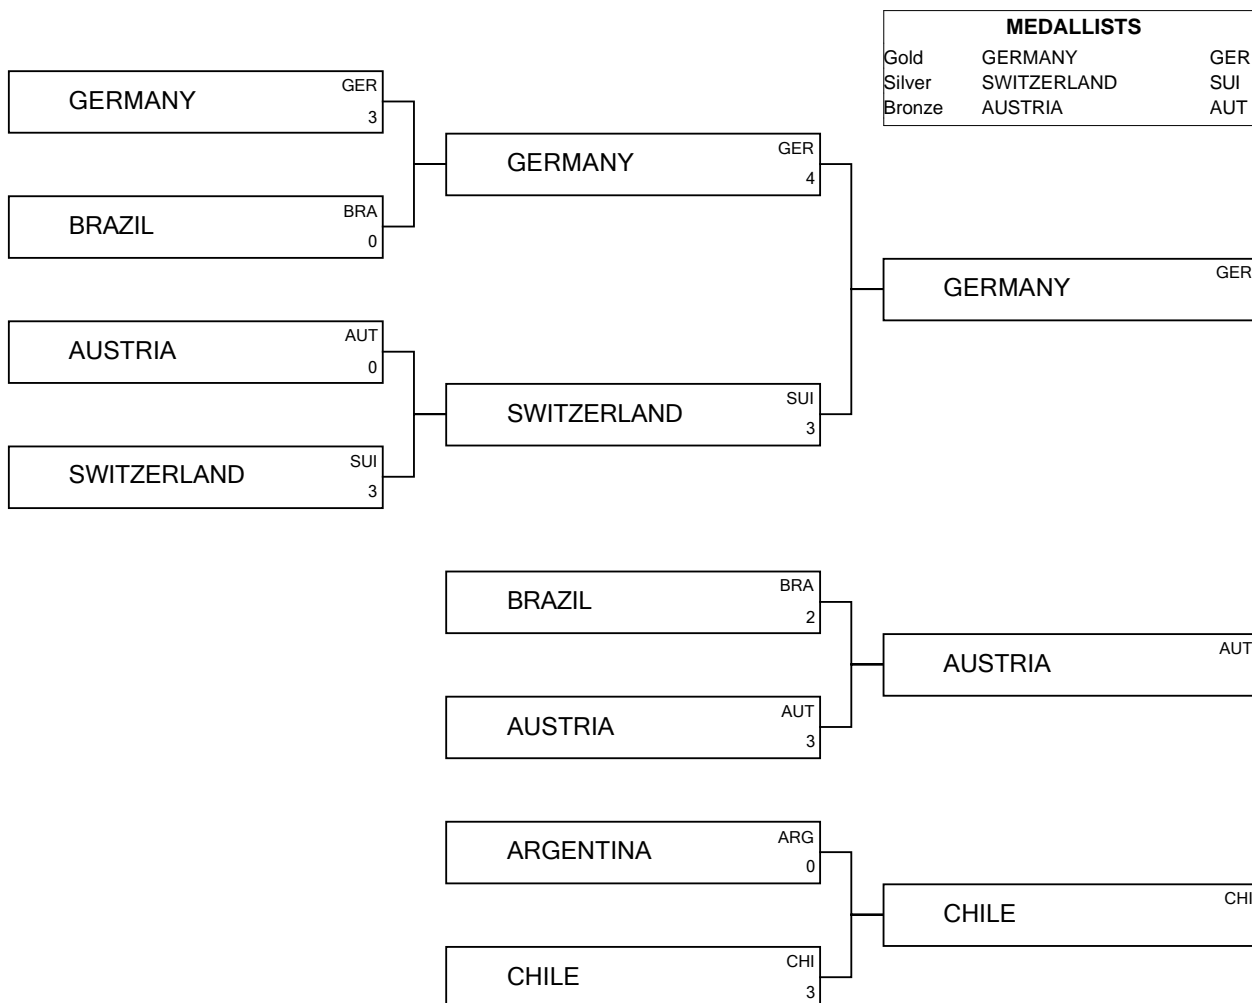 MEDALLISTS
Gold GERMANY GER
Silver SWITZERLAND SUI
Bronze AUSTRIA AUT
GERMANY GER
3
BRAZIL BRA
0
AUSTRIA AUT
0
SWITZERLAND SUI
3
GERMANY GER
4
SWITZERLAND SUI
3
GERMANY GER
BRAZIL BRA
2
AUSTRIA AUT
3
AUSTRIA AUT
ARGENTINA ARG
0
CHILE CHI
3
CHILE CHI